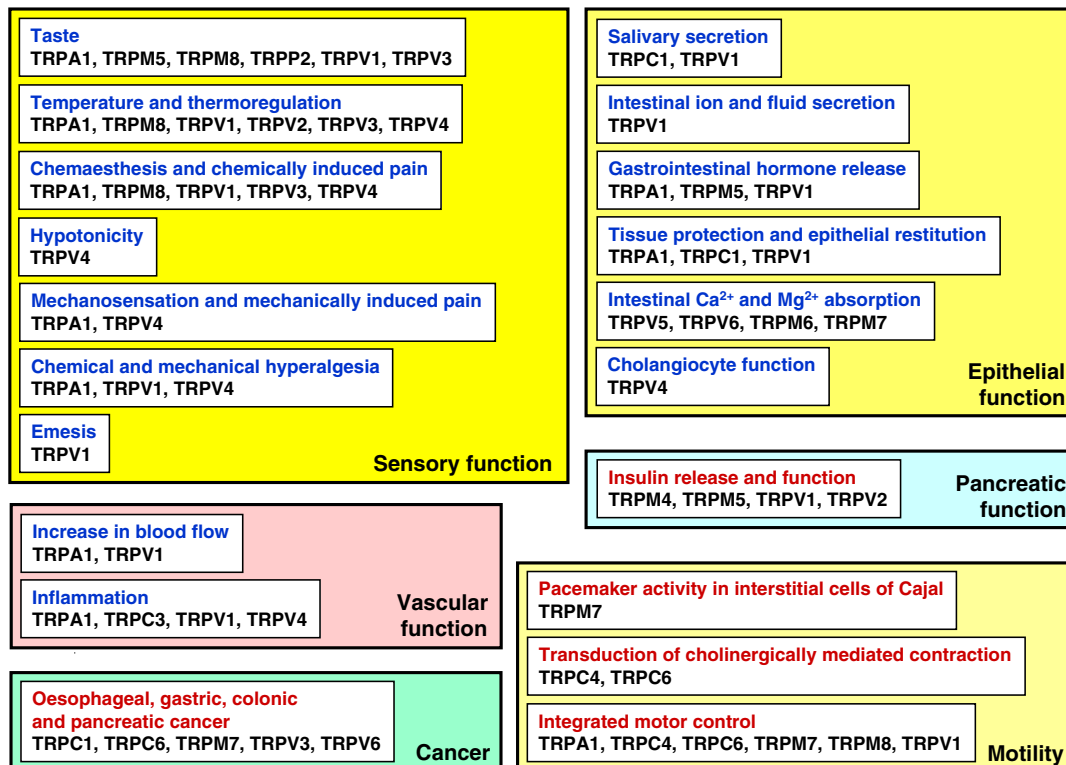 Taste
TRPA1, TRPM5, TRPM8, TRPP2, TRPV1, TRPV3
Temperature and thermoregulation
TRPA1, TRPM8, TRPV1, TRPV2, TRPV3, TRPV4
Chemaesthesis and chemically induced pain
TRPA1, TRPM8, TRPV1, TRPV3, TRPV4
Hypotonicity
TRPV4
Mechanosensation and mechanically induced pain
TRPA1, TRPV4
Chemical and mechanical hyperalgesia
TRPA1, TRPV1, TRPV4
Emesis
TRPV1
Sensory function
Salivary secretion
TRPC1, TRPV1
Intestinal ion and fluid secretion
TRPV1
Gastrointestinal hormone release
TRPA1, TRPM5, TRPV1
Tissue protection and epithelial restitution
TRPA1, TRPC1, TRPV1
Intestinal Ca²⁺ and Mg²⁺ absorption
TRPV5, TRPV6, TRPM6, TRPM7
Cholangiocyte function
TRPV4
Epithelial
function
Insulin release and function
TRPM4, TRPM5, TRPV1, TRPV2
Pancreatic
function
Increase in blood flow
TRPA1, TRPV1
Inflammation
TRPA1, TRPC3, TRPV1, TRPV4
Vascular
function
Pacemaker activity in interstitial cells of Cajal
TRPM7
Transduction of cholinergically mediated contraction
TRPC4, TRPC6
Integrated motor control
TRPA1, TRPC4, TRPC6, TRPM7, TRPM8, TRPV1
Motility
Oesophageal, gastric, colonic
and pancreatic cancer
TRPC1, TRPC6, TRPM7, TRPV3, TRPV6
Cancer